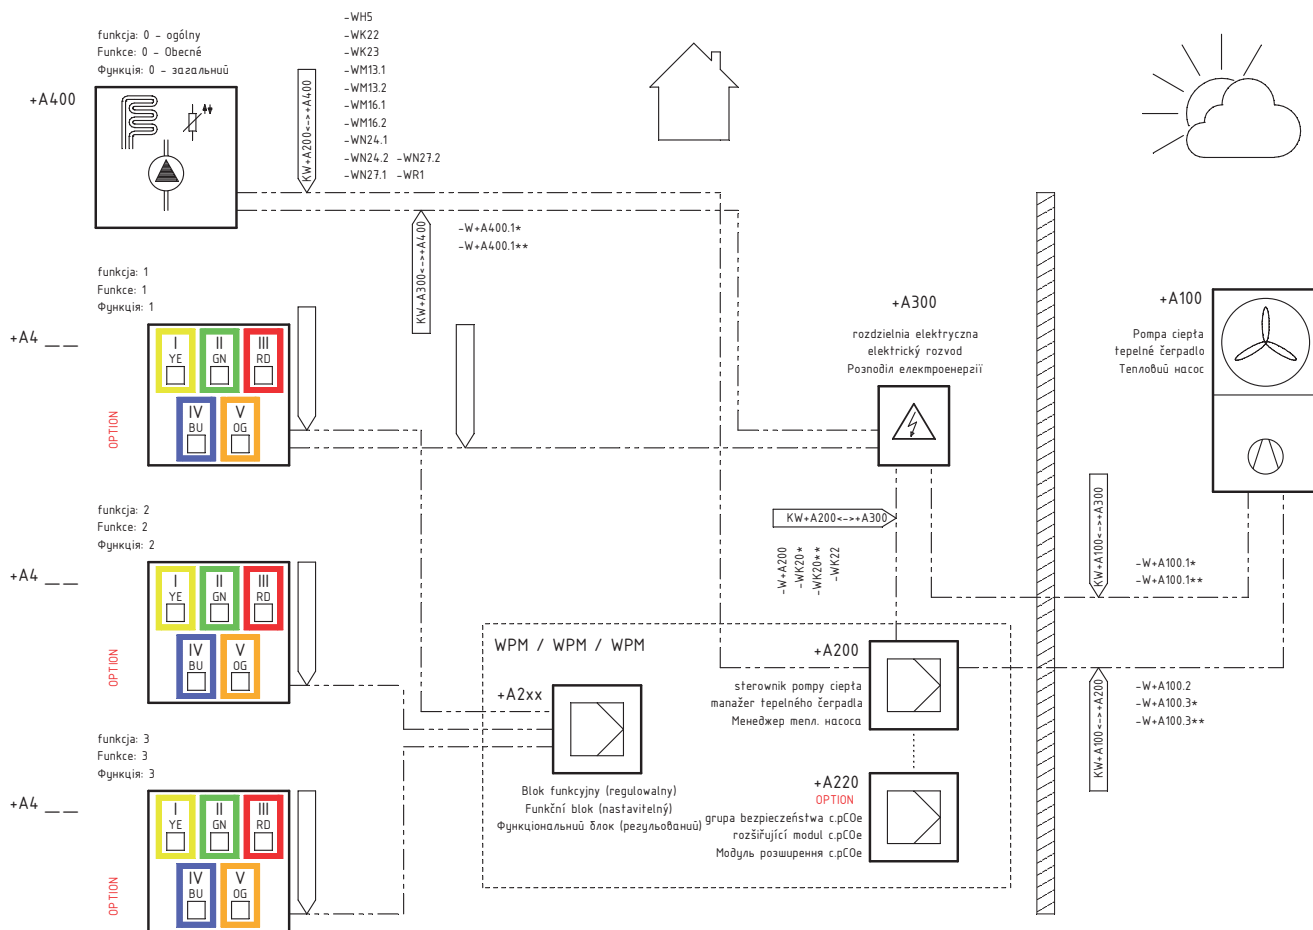 funkcja: 0 - ogólny
Funkce: 0 - Obecné
Функція: 0 - загальний
+A400
KW+A200<->+A400
-WH5
-WK22
-WK23
-WM13.1
-WM13.2
-WM16.1
-WM16.2
-WN24.1
-WN24.2 -WN27.2
-WN27.1 -WR1
KW+A300<->+A400
-W+A400.1*
-W+A400.1**
funkcja: 1
Funkce: 1
Функція: 1
+A4 __ __
I
YE
II
GN
III
RD
IV
BU
V
OG
OPTION
+A300
rozdzielnia elektryczna
elektrický rozvod
Розподіл електроенергії
+A100
Pompa ciepła
tepelné čerpadlo
Тепловий насос
KW+A200<->+A300
-W+A200
-WK20*
-WK20**
-WK22
KW+A100<->+A300
-W+A100.1*
-W+A100.1**
funkcja: 2
Funkce: 2
Функція: 2
+A4 __ __
I
YE
II
GN
III
RD
IV
BU
V
OG
OPTION
WPM / WPM / WPM
+A200
sterownik pompy ciepła
manažer tepelného čerpadla
Менеджер тепл. насоса
KW+A100<->+A200
-W+A100.2
-W+A100.3*
-W+A100.3**
+A2xx
Blok funkcyjny (regulowalny)
Funkční blok (nastavitelný)
Функціональний блок (регульований)
+A220
OPTION
grupa bezpieczeństwa c.pCOe
rozšiřující modul c.pCOe
Модуль розширення c.pCOe
funkcja: 3
Funkce: 3
Функція: 3
+A4 __ __
I
YE
II
GN
III
RD
IV
BU
V
OG
OPTION